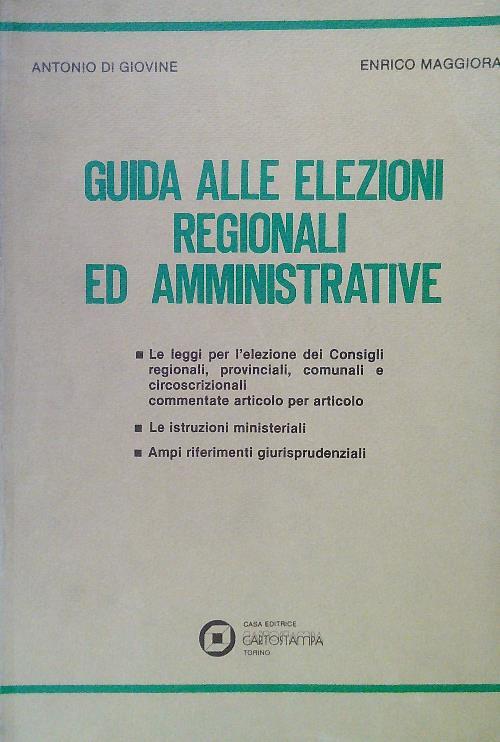 ANTONIO DI GIOVINE
ENRICO MAGGIORA
GUIDA ALLE ELEZIONI
REGIONALI
ED AMMINISTRATIVE
■ Le leggi per l'elezione dei Consigli
regionali, provinciali, comunali e
circoscrizionali
commentate articolo per articolo
■ Le istruzioni ministeriali
■ Ampi riferimenti giurisprudenziali
CASA EDITRICE
CARTOSTAMPA
TORINO